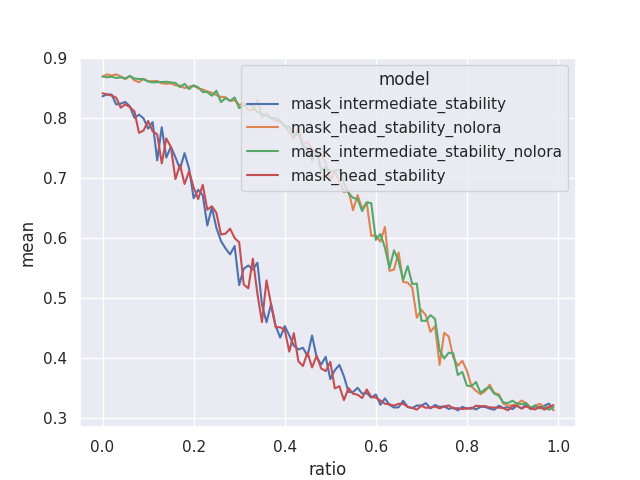 0.9
0.8
0.7
0.6
0.5
0.4
0.3
mean
model
mask_intermediate_stability
mask_head_stability_nolora
mask_intermediate_stability_nolora
mask_head_stability
0.0 0.2 0.4 0.6 0.8 1.0
ratio